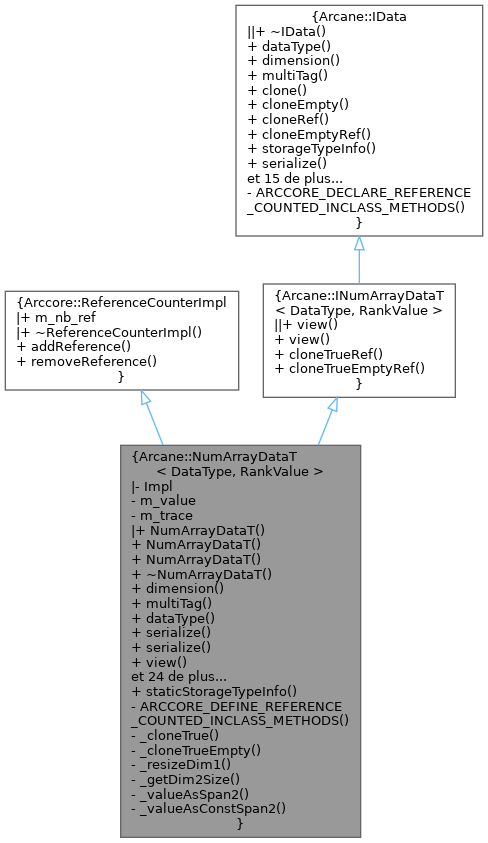 {Arcane::IData
||+ ~IData()
+ dataType()
+ dimension()
+ multiTag()
+ clone()
+ cloneEmpty()
+ cloneRef()
+ cloneEmptyRef()
+ storageTypeInfo()
+ serialize()
et 15 de plus...
- ARCCORE_DECLARE_REFERENCE
_COUNTED_INCLASS_METHODS()
}
{Arccore::ReferenceCounterImpl
|+ m_nb_ref
|+ ~ReferenceCounterImpl()
+ addReference()
+ removeReference()
}
{Arcane::INumArrayDataT
< DataType, RankValue >
||+ view()
+ view()
+ cloneTrueRef()
+ cloneTrueEmptyRef()
}
{Arcane::NumArrayDataT
< DataType, RankValue >
|- Impl
- m_value
- m_trace
|+ NumArrayDataT()
+ NumArrayDataT()
+ NumArrayDataT()
+ ~NumArrayDataT()
+ dimension()
+ multiTag()
+ dataType()
+ serialize()
+ serialize()
+ view()
et 24 de plus...
+ staticStorageTypeInfo()
- ARCCORE_DEFINE_REFERENCE
_COUNTED_INCLASS_METHODS()
- _cloneTrue()
- _cloneTrueEmpty()
- _resizeDim1()
- _getDim2Size()
- _valueAsSpan2()
- _valueAsConstSpan2()
}